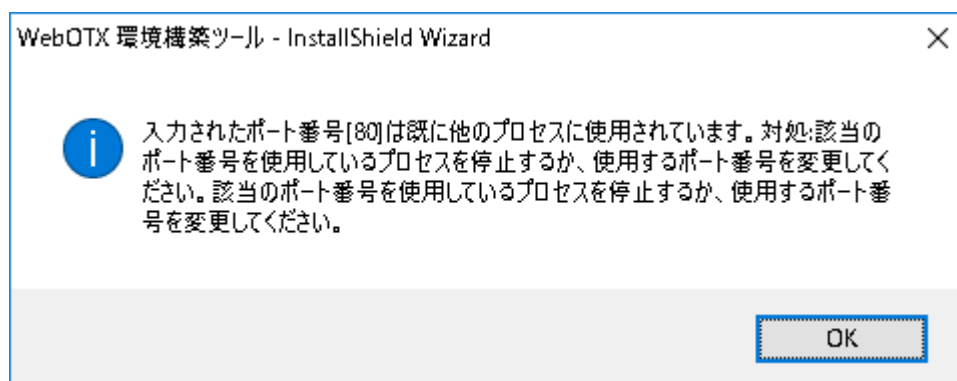 WebOTX 環境構築ツール - InstallShield Wizard
入力されたポート番号[80]は既に他のプロセスに使用されています。対処:該当の
ポート番号を使用しているプロセスを停止するか、使用するポート番号を変更してく
ださい。該当のポート番号を使用しているプロセスを停止するか、使用するポート番
号を変更してください。
OK